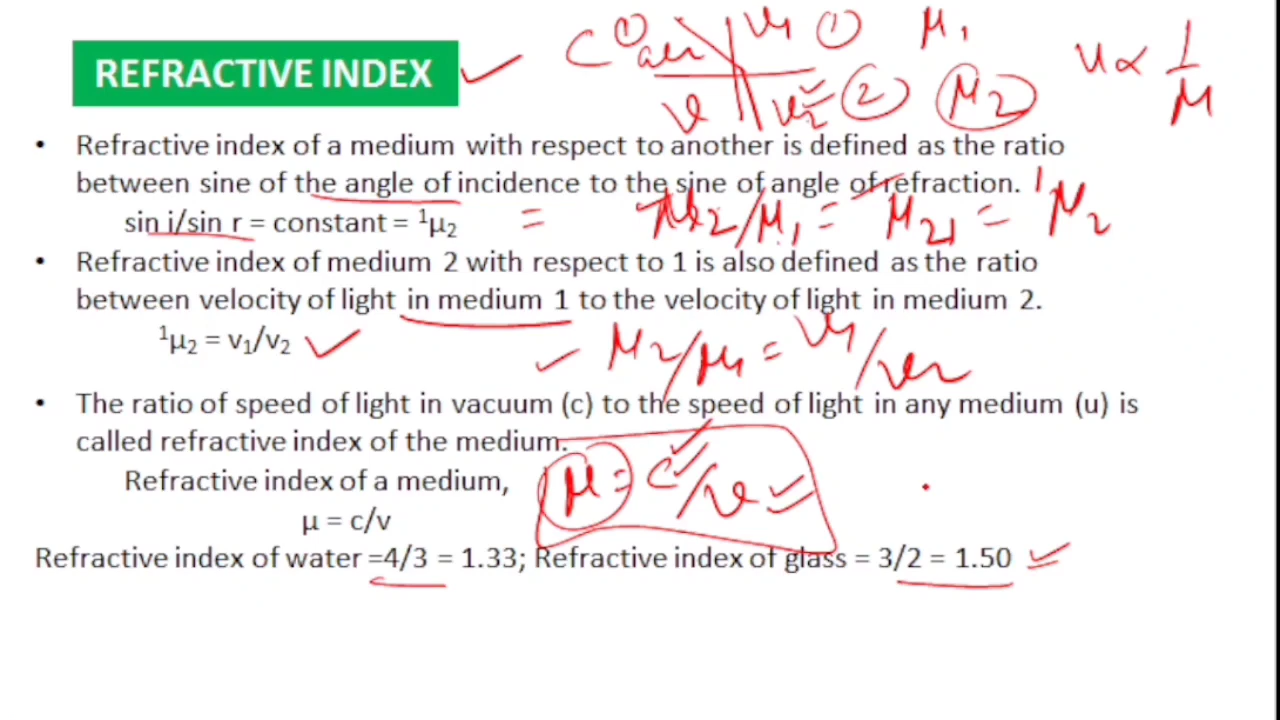 REFRACTIVE INDEX
C ① air
v₁ ① μ₁
v v₂ ② μ₂
u ∝ 1/μ
• Refractive index of a medium with respect to another is defined as the ratio
between sine of the angle of incidence to the sine of angle of refraction.
sin i/sin r = constant = ¹μ₂ = μ₂/μ₁ = μ₂₁ = ¹μ₂
• Refractive index of medium 2 with respect to 1 is also defined as the ratio
between velocity of light in medium 1 to the velocity of light in medium 2.
¹μ₂ = v₁/v₂
μ₂/μ₁ = v₁/v₂
• The ratio of speed of light in vacuum (c) to the speed of light in any medium (u) is
called refractive index of the medium.
Refractive index of a medium,
μ = c/v
μ = c/v
Refractive index of water =4/3 = 1.33; Refractive index of glass = 3/2 = 1.50